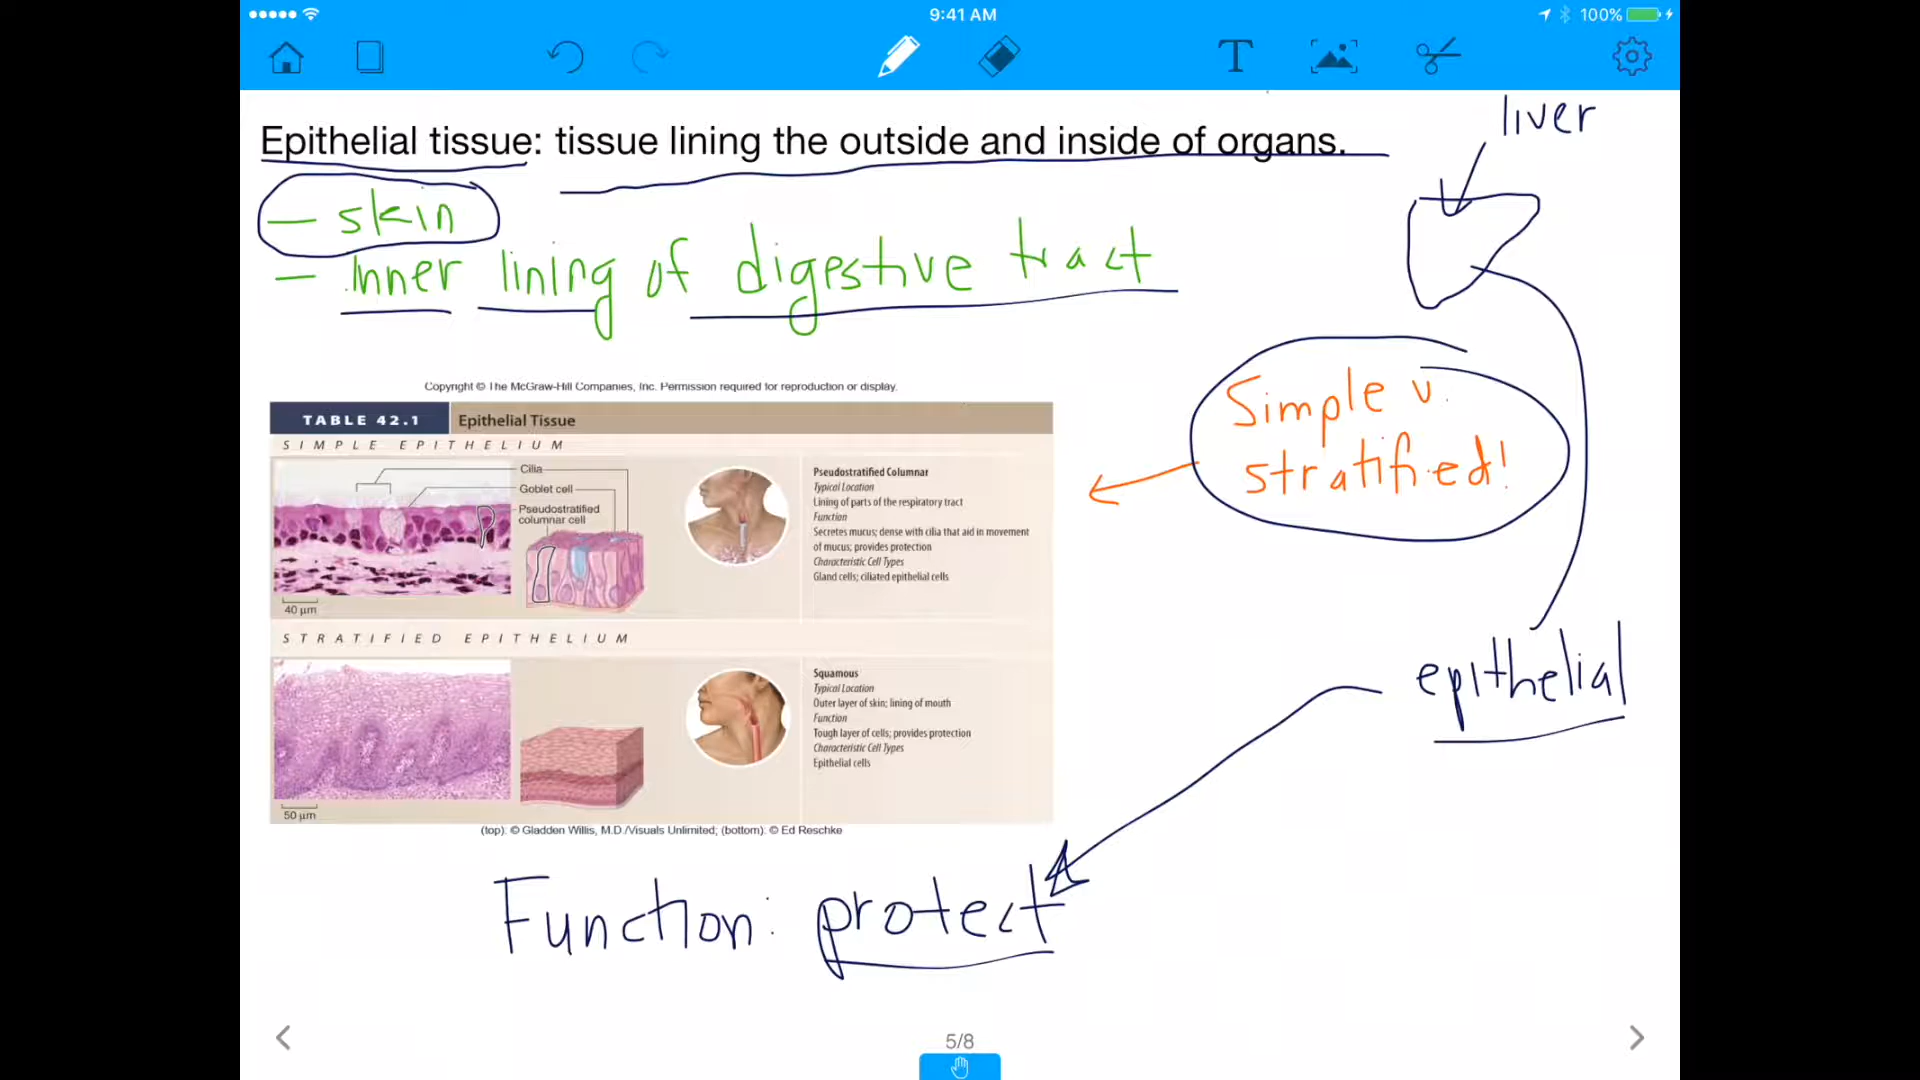 9:41 AM
100%
T
liver
Epithelial tissue: tissue lining the outside and inside of organs.
- skin
- inner lining of digestive tract
Simple v.
stratified!
Copyright © The McGraw-Hill Companies, Inc. Permission required for reproduction or display.
TABLE 42.1 Epithelial Tissue
SIMPLE EPITHELIUM
Cilia
Goblet cell
Pseudostratified
columnar cell
40 µm
Pseudostratified Columnar
Typical Location
Lining of parts of the respiratory tract
Function
Secretes mucus; dense with cilia that aid in movement
of mucus; provides protection
Characteristic Cell Types
Gland cells; ciliated epithelial cells
STRATIFIED EPITHELIUM
50 µm
Squamous
Typical Location
Outer layer of skin; lining of mouth
Function
Tough layer of cells; provides protection
Characteristic Cell Types
Epithelial cells
(top): © Gladden Willis, M.D./Visuals Unlimited; (bottom): © Ed Reschke
epithelial
Function: protect
5/8